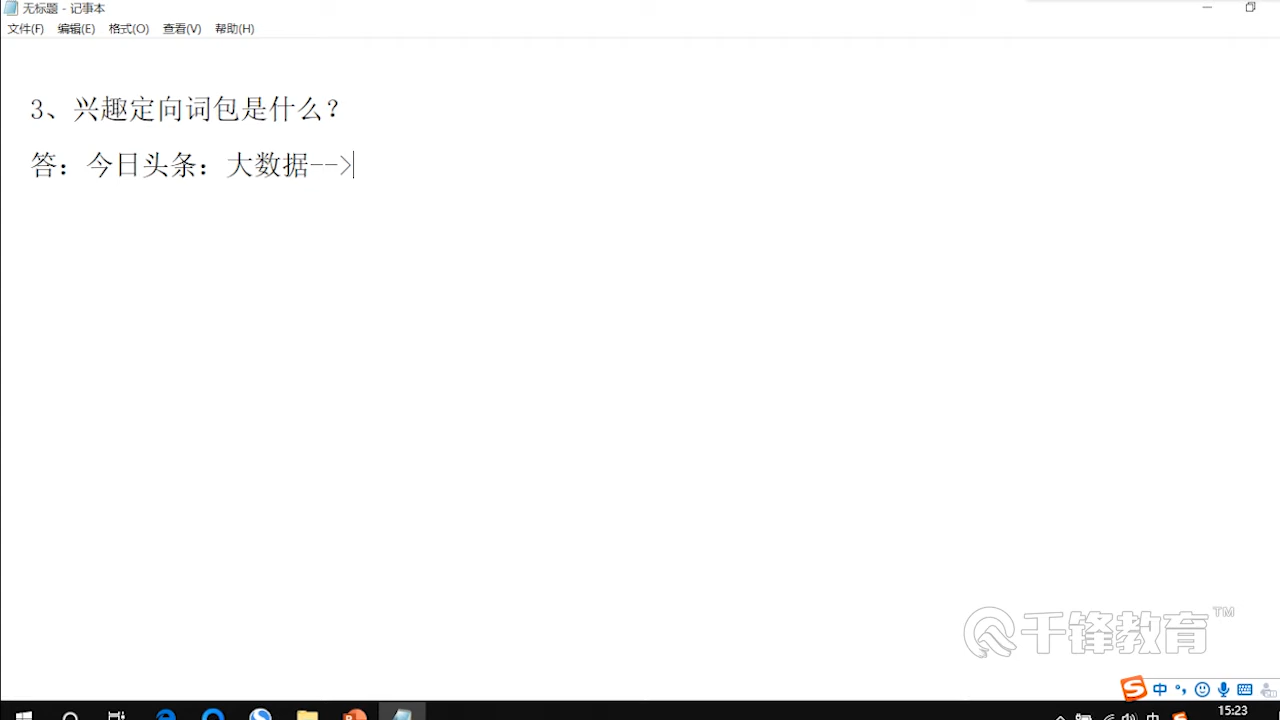 无标题 - 记事本
文件(F) 编辑(E) 格式(O) 查看(V) 帮助(H)
3、兴趣定向词包是什么？
答：今日头条：大数据-->
千锋教育™
中
15:23
中